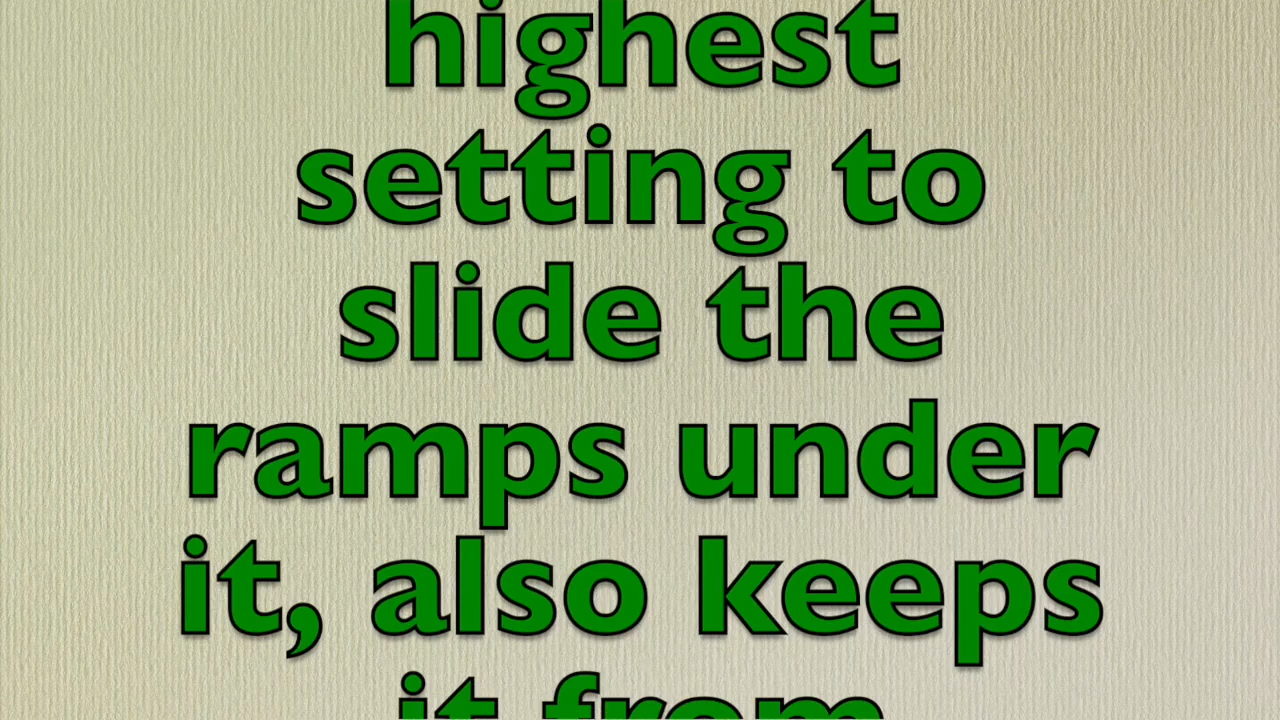 highest
setting to
slide the
ramps under
it, also keeps
it from